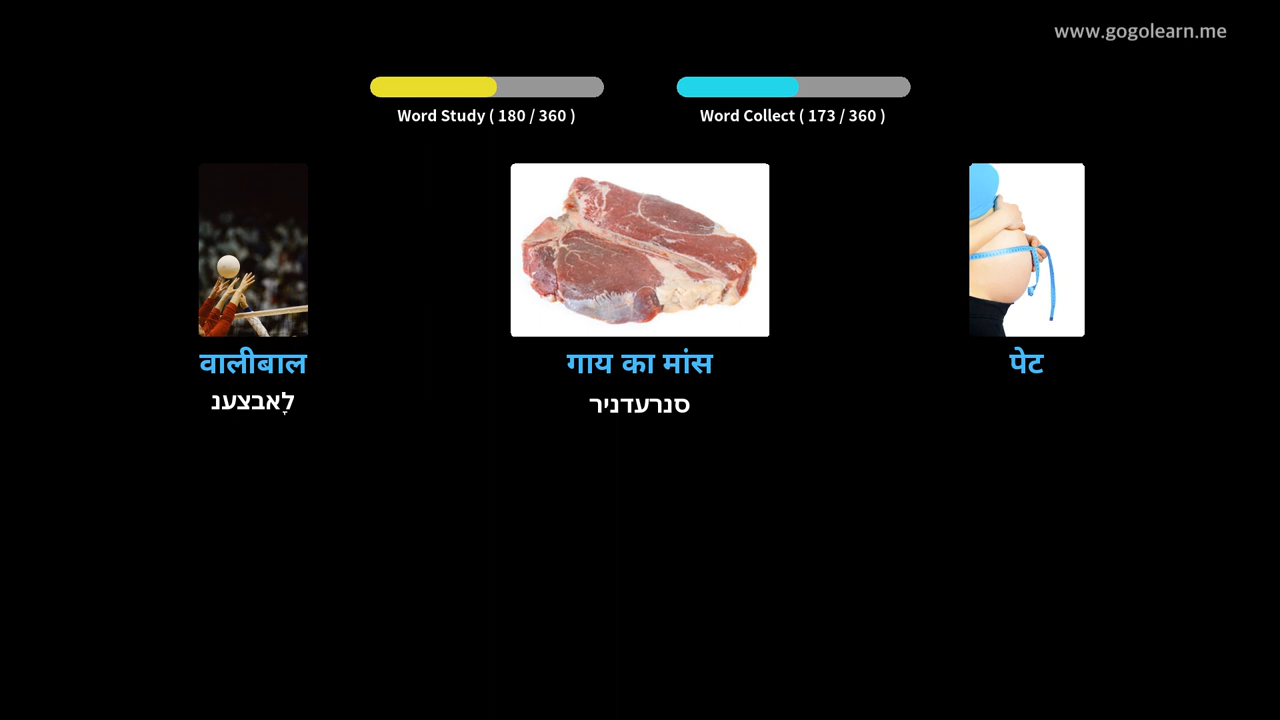 www.gogolearn.me
Word Study ( 180 / 360 )
Word Collect ( 173 / 360 )
वालीबाल
गाय का मांस
पेट
לָאבצענ
סנרעדניר